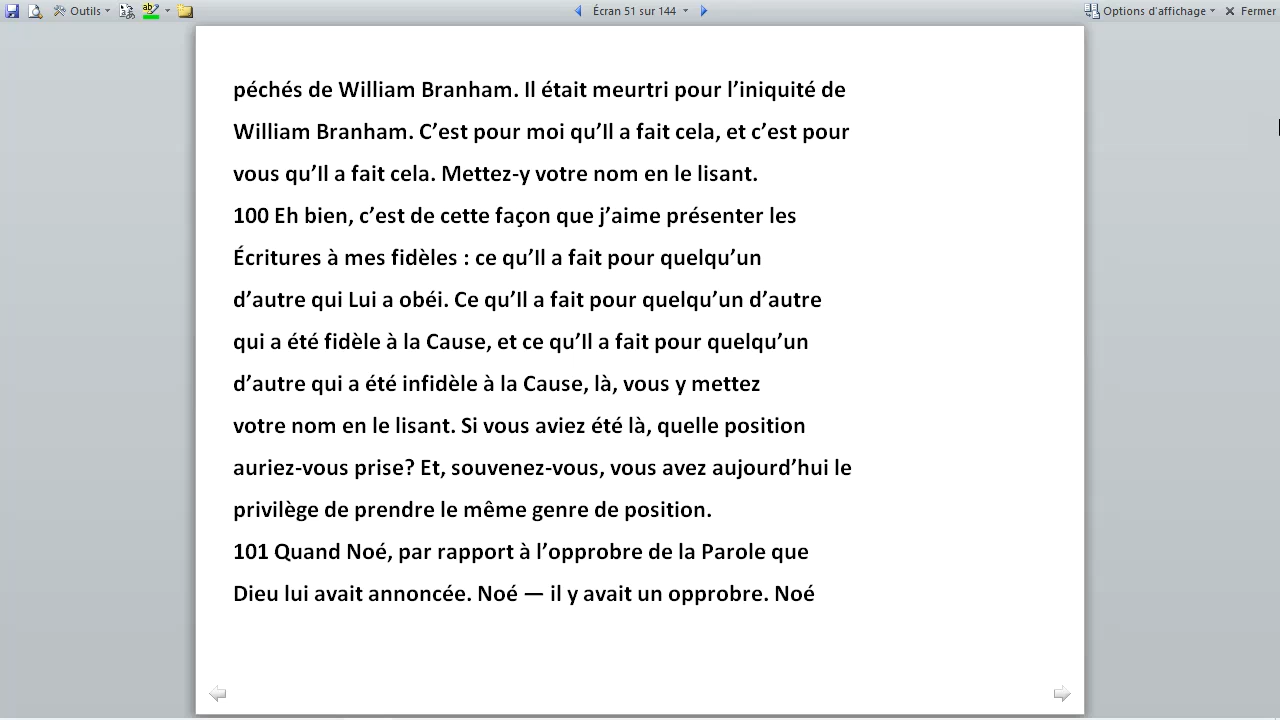 Outils
Écran 51 sur 144
Options d'affichage
Fermer
péchés de William Branham. Il était meurtri pour l’iniquité de
William Branham. C’est pour moi qu’Il a fait cela, et c’est pour
vous qu’Il a fait cela. Mettez-y votre nom en le lisant.
100 Eh bien, c’est de cette façon que j’aime présenter les
Écritures à mes fidèles : ce qu’Il a fait pour quelqu’un
d’autre qui Lui a obéi. Ce qu’Il a fait pour quelqu’un d’autre
qui a été fidèle à la Cause, et ce qu’Il a fait pour quelqu’un
d’autre qui a été infidèle à la Cause, là, vous y mettez
votre nom en le lisant. Si vous aviez été là, quelle position
auriez-vous prise? Et, souvenez-vous, vous avez aujourd’hui le
privilège de prendre le même genre de position.
101 Quand Noé, par rapport à l’opprobre de la Parole que
Dieu lui avait annoncée. Noé — il y avait un opprobre. Noé